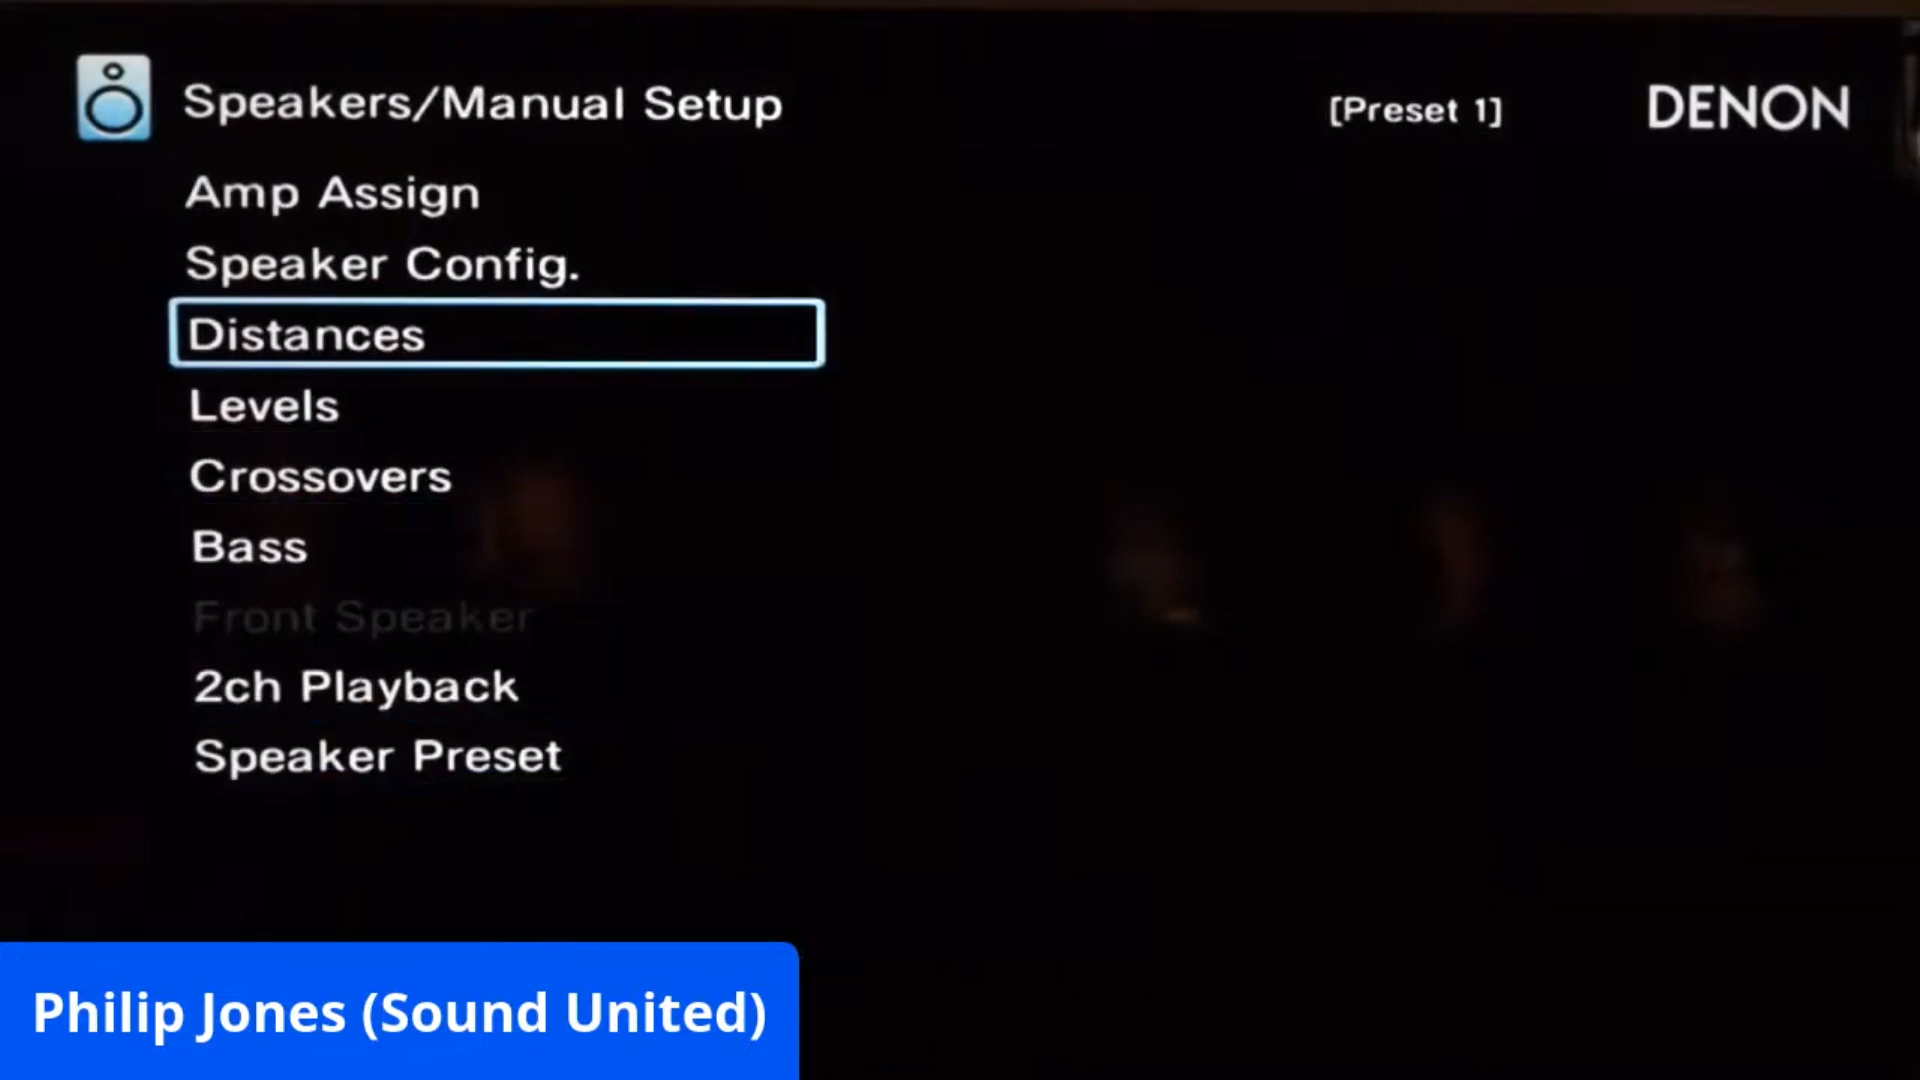 Speakers/Manual Setup [Preset 1] DENON
Amp Assign
Speaker Config.
Distances
Levels
Crossovers
Bass
Front Speaker
2ch Playback
Speaker Preset
Philip Jones (Sound United)